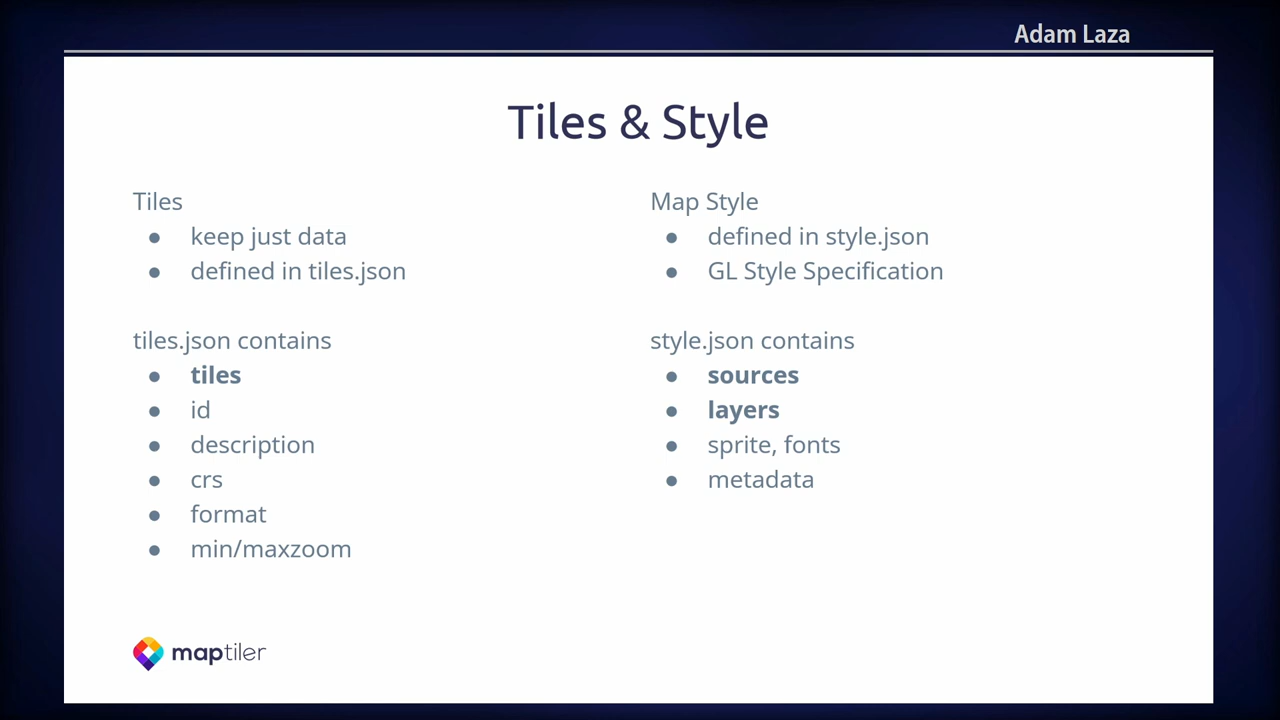 Adam Laza
Tiles & Style
Tiles
● keep just data
● defined in tiles.json
tiles.json contains
● tiles
● id
● description
● crs
● format
● min/maxzoom
Map Style
● defined in style.json
● GL Style Specification
style.json contains
● sources
● layers
● sprite, fonts
● metadata
maptiler